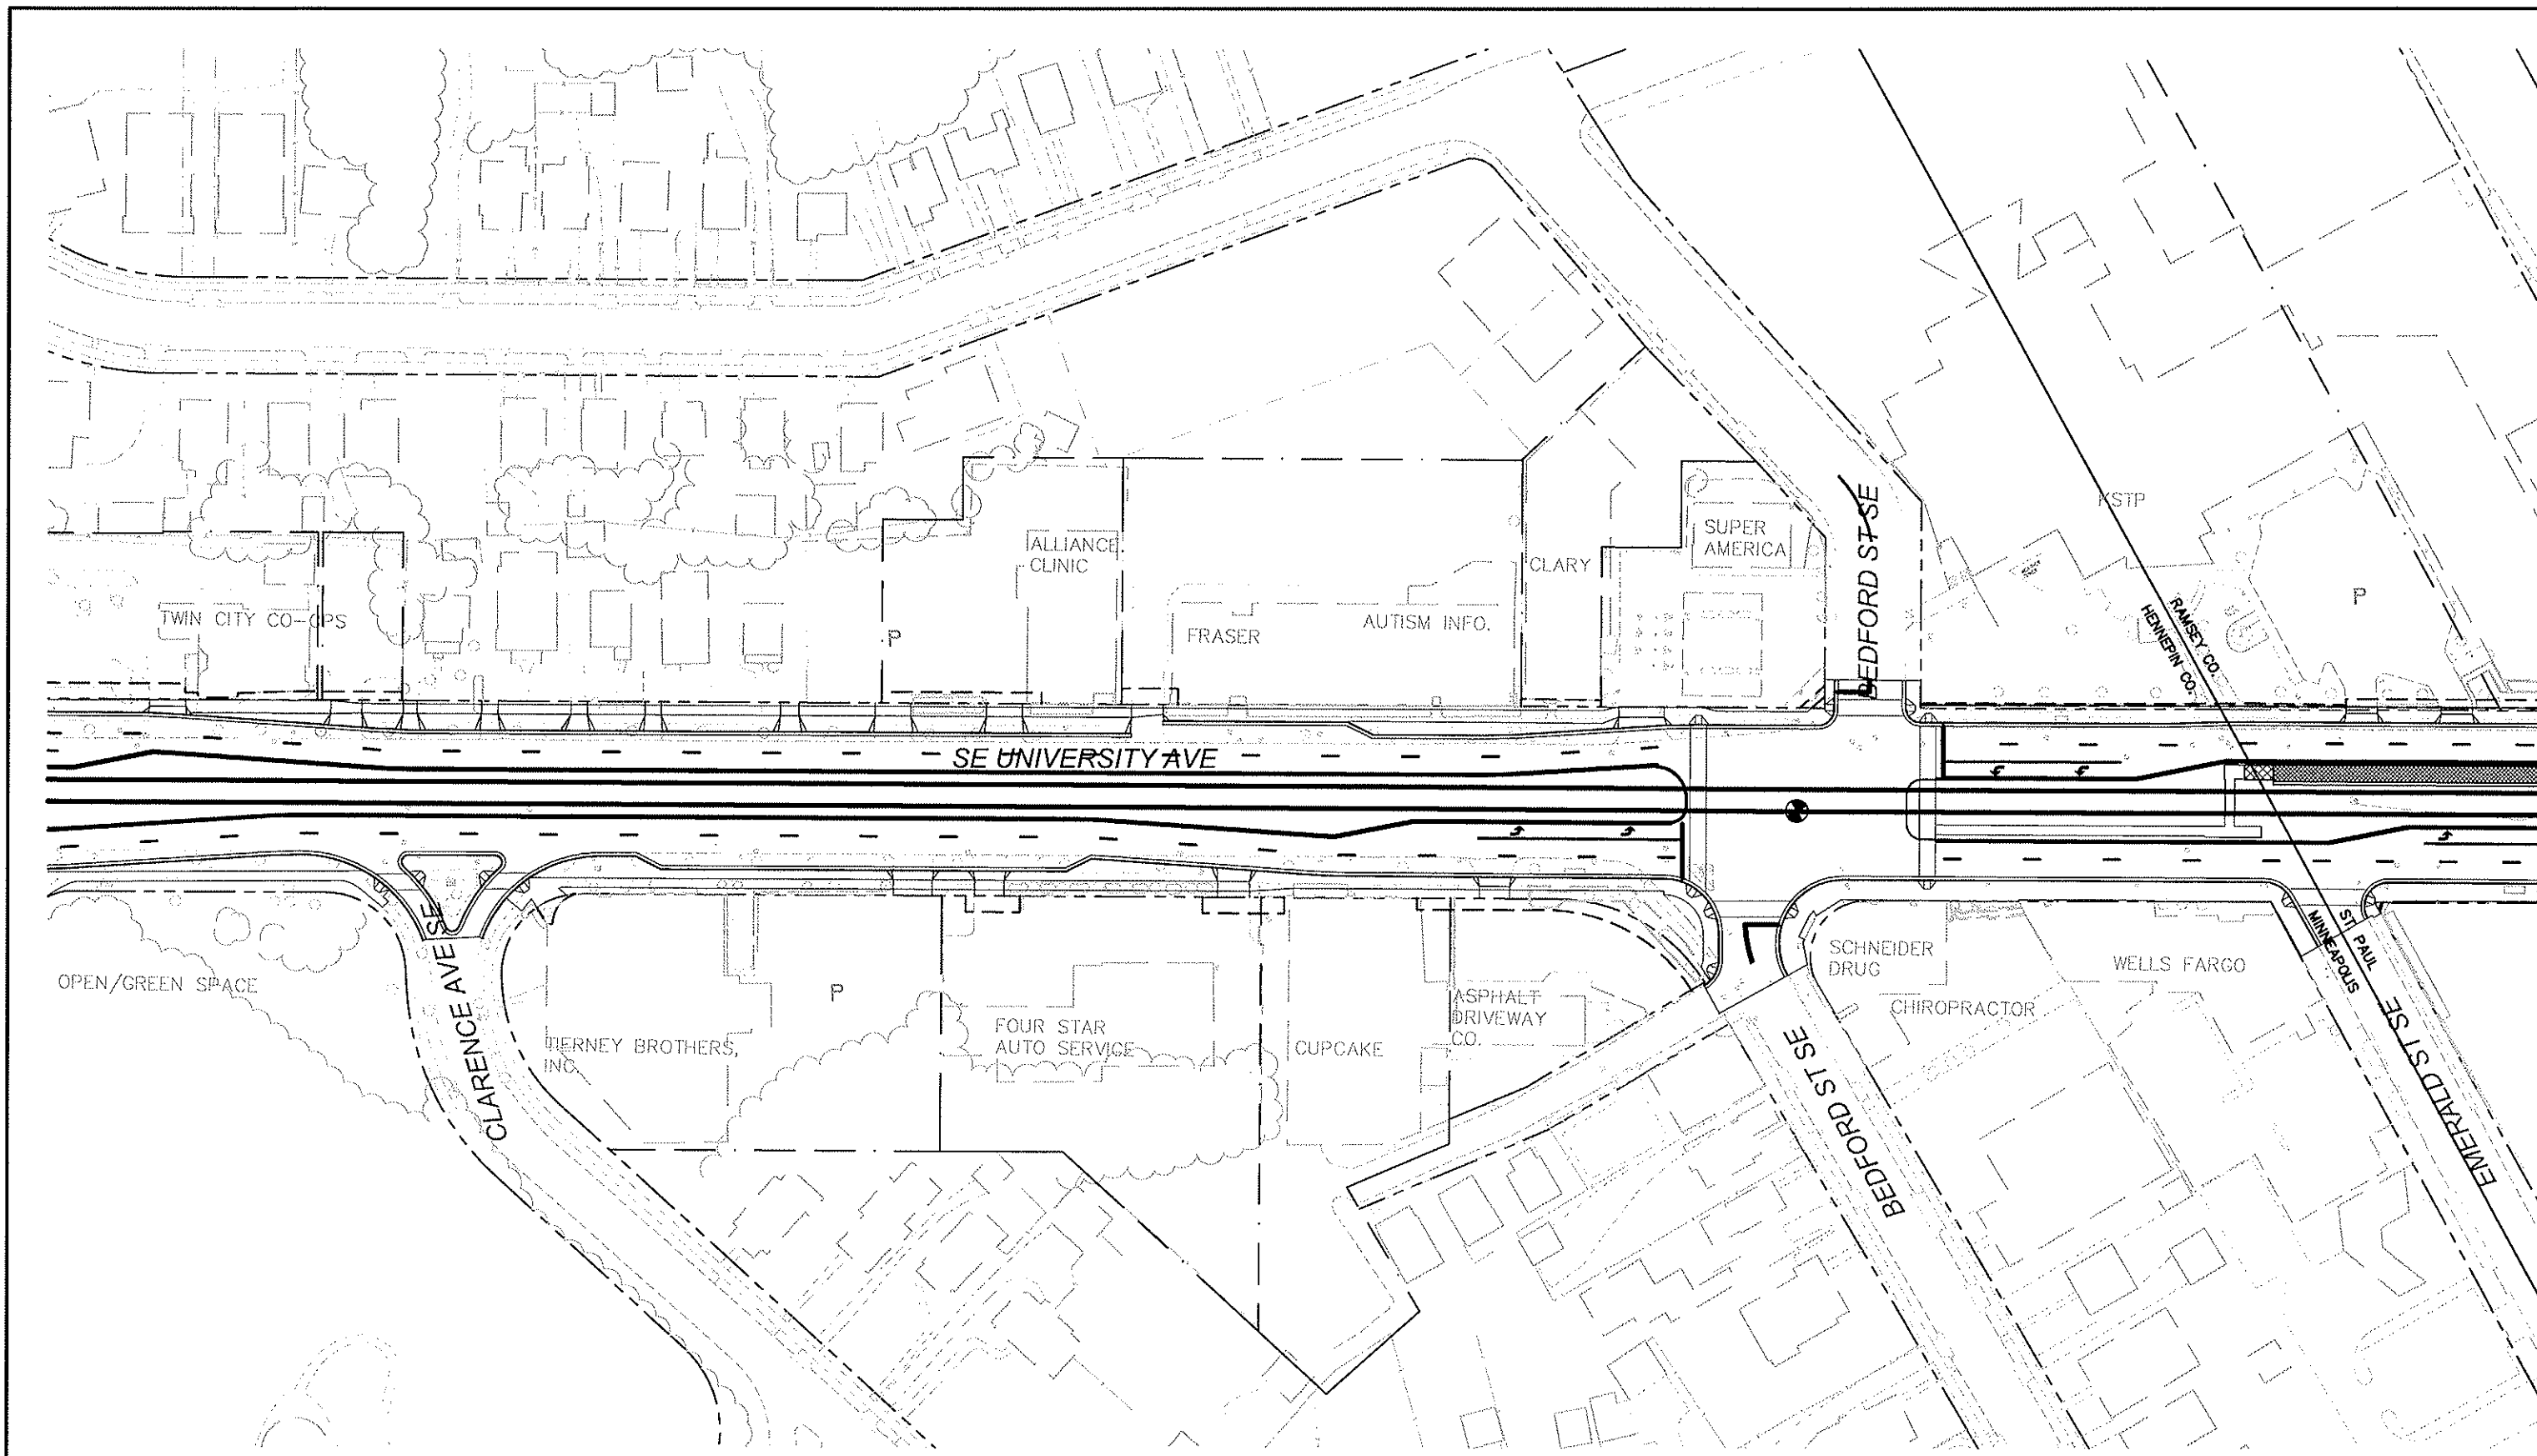 KSTP
BEDFORD ST SE
SUPER
AMERICA
ALLIANCE
CLINIC
CLARY
P
TWIN CITY CO-OPS
P
FRASER
AUTISM INFO.
RAMSEY CO.
HENNEPIN CO.
SE UNIVERSITY AVE
CLARENCE AVE SE
OPEN/GREEN SPACE
TIERNEY BROTHERS,
INC.
P
FOUR STAR
AUTO SERVICE
CUPCAKE
ASPHALT
DRIVEWAY
CO.
SCHNEIDER
DRUG
CHIROPRACTOR
WELLS FARGO
ST. PAUL
MINNEAPOLIS
BEDFORD ST SE
EMERALD ST SE